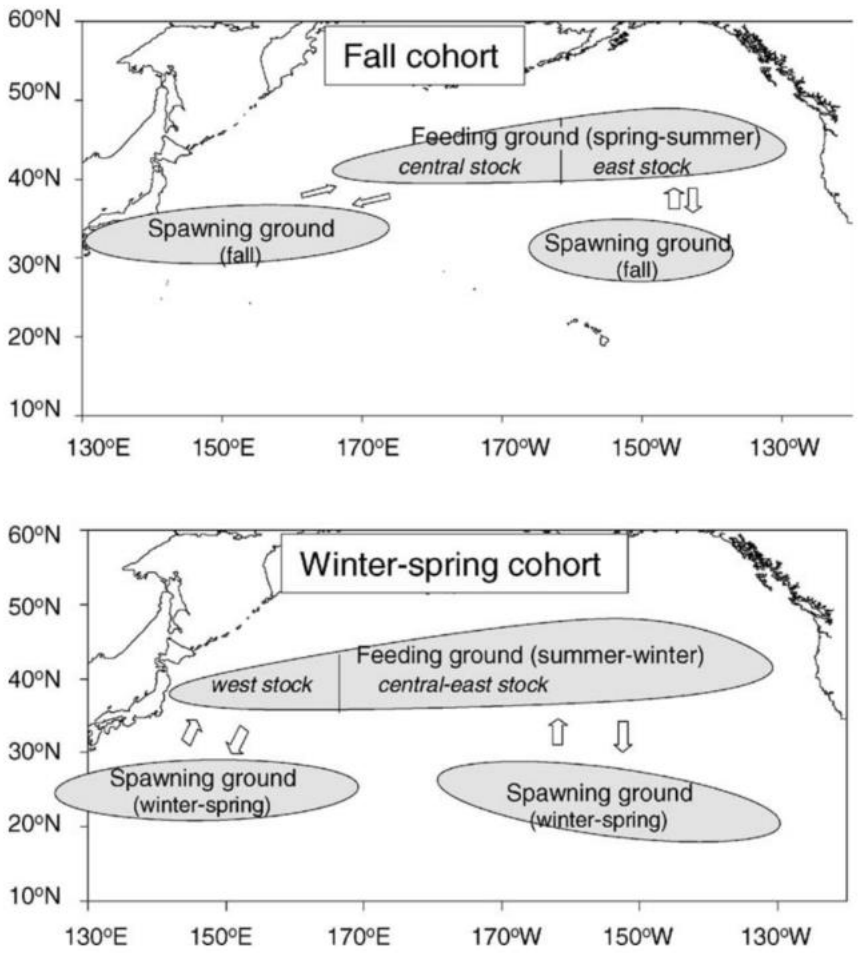 60°N
Fall cohort
50°N
Feeding ground (spring-summer)
central stock
east stock
40°N
Spawning ground
(fall)
Spawning ground
(fall)
30°N
20°N
10°N
130°E
150°E
170°E
170°W
150°W
130°W
60°N
Winter-spring cohort
50°N
Feeding ground (summer-winter)
west stock
central-east stock
40°N
30°N
Spawning ground
(winter-spring)
Spawning ground
(winter-spring)
20°N
10°N
130°E
150°E
170°E
170°W
150°W
130°W